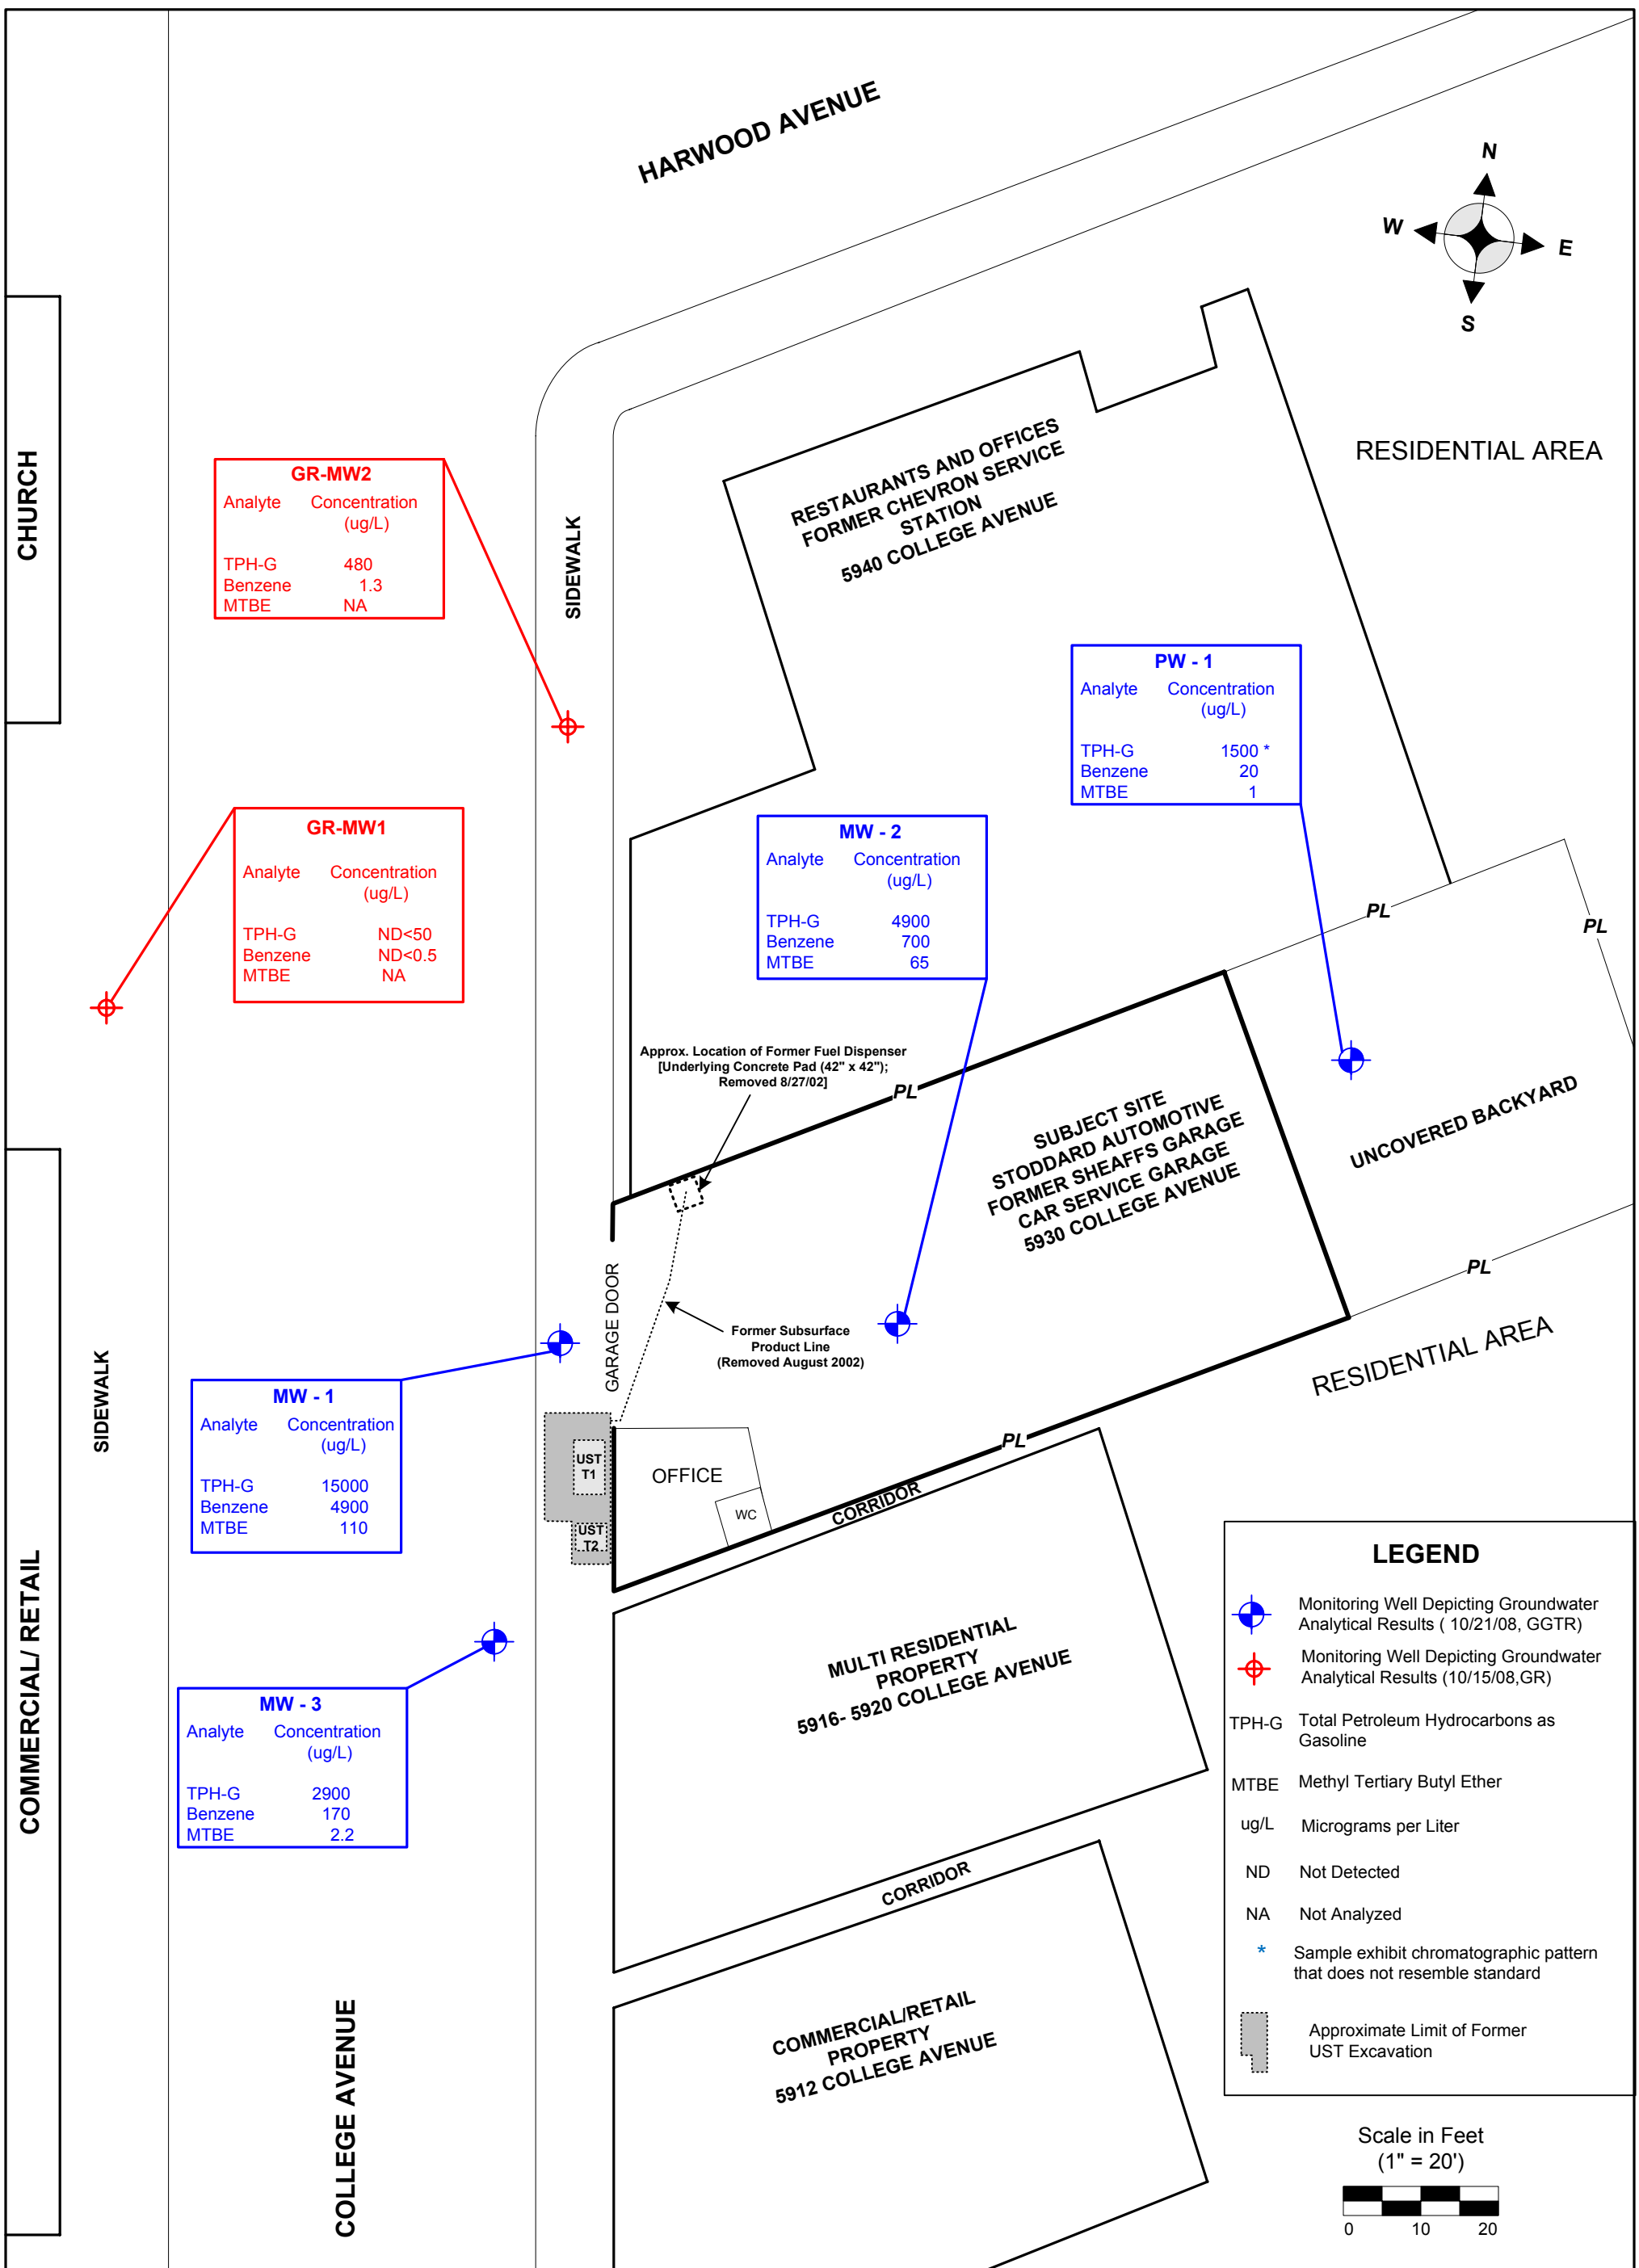 HARWOOD AVENUE
N
W
E
S
CHURCH
RESIDENTIAL AREA
RESTAURANTS AND OFFICES
FORMER CHEVRON SERVICE
STATION
5940 COLLEGE AVENUE
GR-MW2
Analyte Concentration
(ug/L)
TPH-G 480
Benzene 1.3
MTBE NA
SIDEWALK
PW - 1
Analyte Concentration
(ug/L)
TPH-G 1500 *
Benzene 20
MTBE 1
GR-MW1
Analyte Concentration
(ug/L)
TPH-G ND<50
Benzene ND<0.5
MTBE NA
MW - 2
Analyte Concentration
(ug/L)
TPH-G 4900
Benzene 700
MTBE 65
PL
PL
Approx. Location of Former Fuel Dispenser
[Underlying Concrete Pad (42" x 42");
Removed 8/27/02]
PL
SUBJECT SITE
STODDARD AUTOMOTIVE
FORMER SHEAFFS GARAGE
CAR SERVICE GARAGE
5930 COLLEGE AVENUE
UNCOVERED BACKYARD
PL
RESIDENTIAL AREA
GARAGE DOOR
Former Subsurface
Product Line
(Removed August 2002)
SIDEWALK
MW - 1
Analyte Concentration
(ug/L)
TPH-G 15000
Benzene 4900
MTBE 110
UST
T1
UST
T2
OFFICE
WC
PL
CORRIDOR
COMMERCIAL/ RETAIL
MW - 3
Analyte Concentration
(ug/L)
TPH-G 2900
Benzene 170
MTBE 2.2
MULTI RESIDENTIAL
PROPERTY
5916- 5920 COLLEGE AVENUE
CORRIDOR
COLLEGE AVENUE
COMMERCIAL/RETAIL
PROPERTY
5912 COLLEGE AVENUE
LEGEND
Monitoring Well Depicting Groundwater
Analytical Results ( 10/21/08, GGTR)
Monitoring Well Depicting Groundwater
Analytical Results (10/15/08,GR)
TPH-G Total Petroleum Hydrocarbons as
Gasoline
MTBE Methyl Tertiary Butyl Ether
ug/L Micrograms per Liter
ND Not Detected
NA Not Analyzed
* Sample exhibit chromatographic pattern
that does not resemble standard
Approximate Limit of Former
UST Excavation
Scale in Feet
(1" = 20')
0 10 20